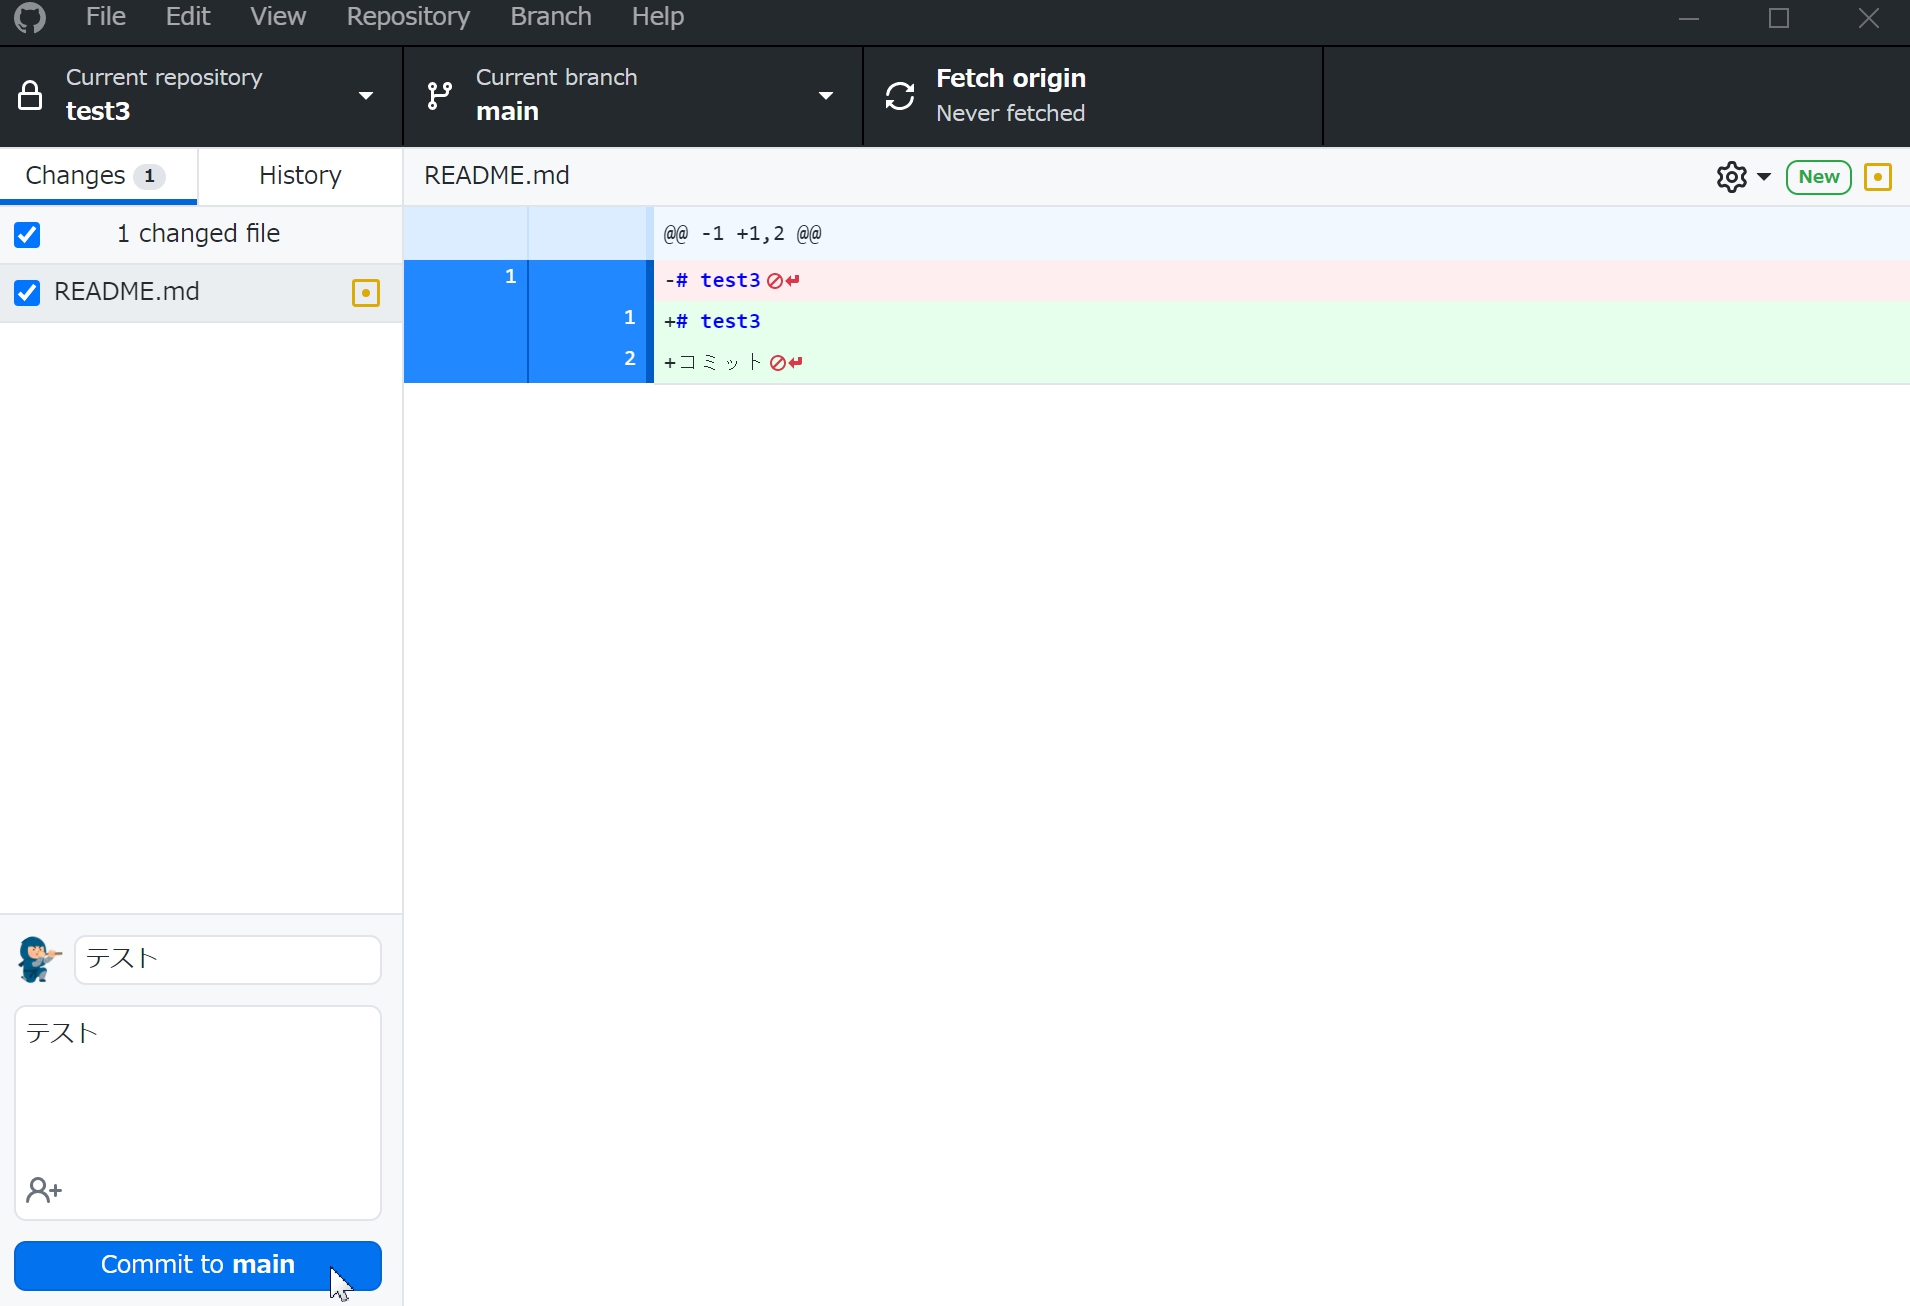 File Edit View Repository Branch Help
Current repository
test3
Current branch
main
Fetch origin
Never fetched
Changes 1 History
README.md
New
1 changed file
README.md
@@ -1 +1,2 @@
1 -# test3
1 +# test3
2 +コミット
テスト
テスト
Commit to main